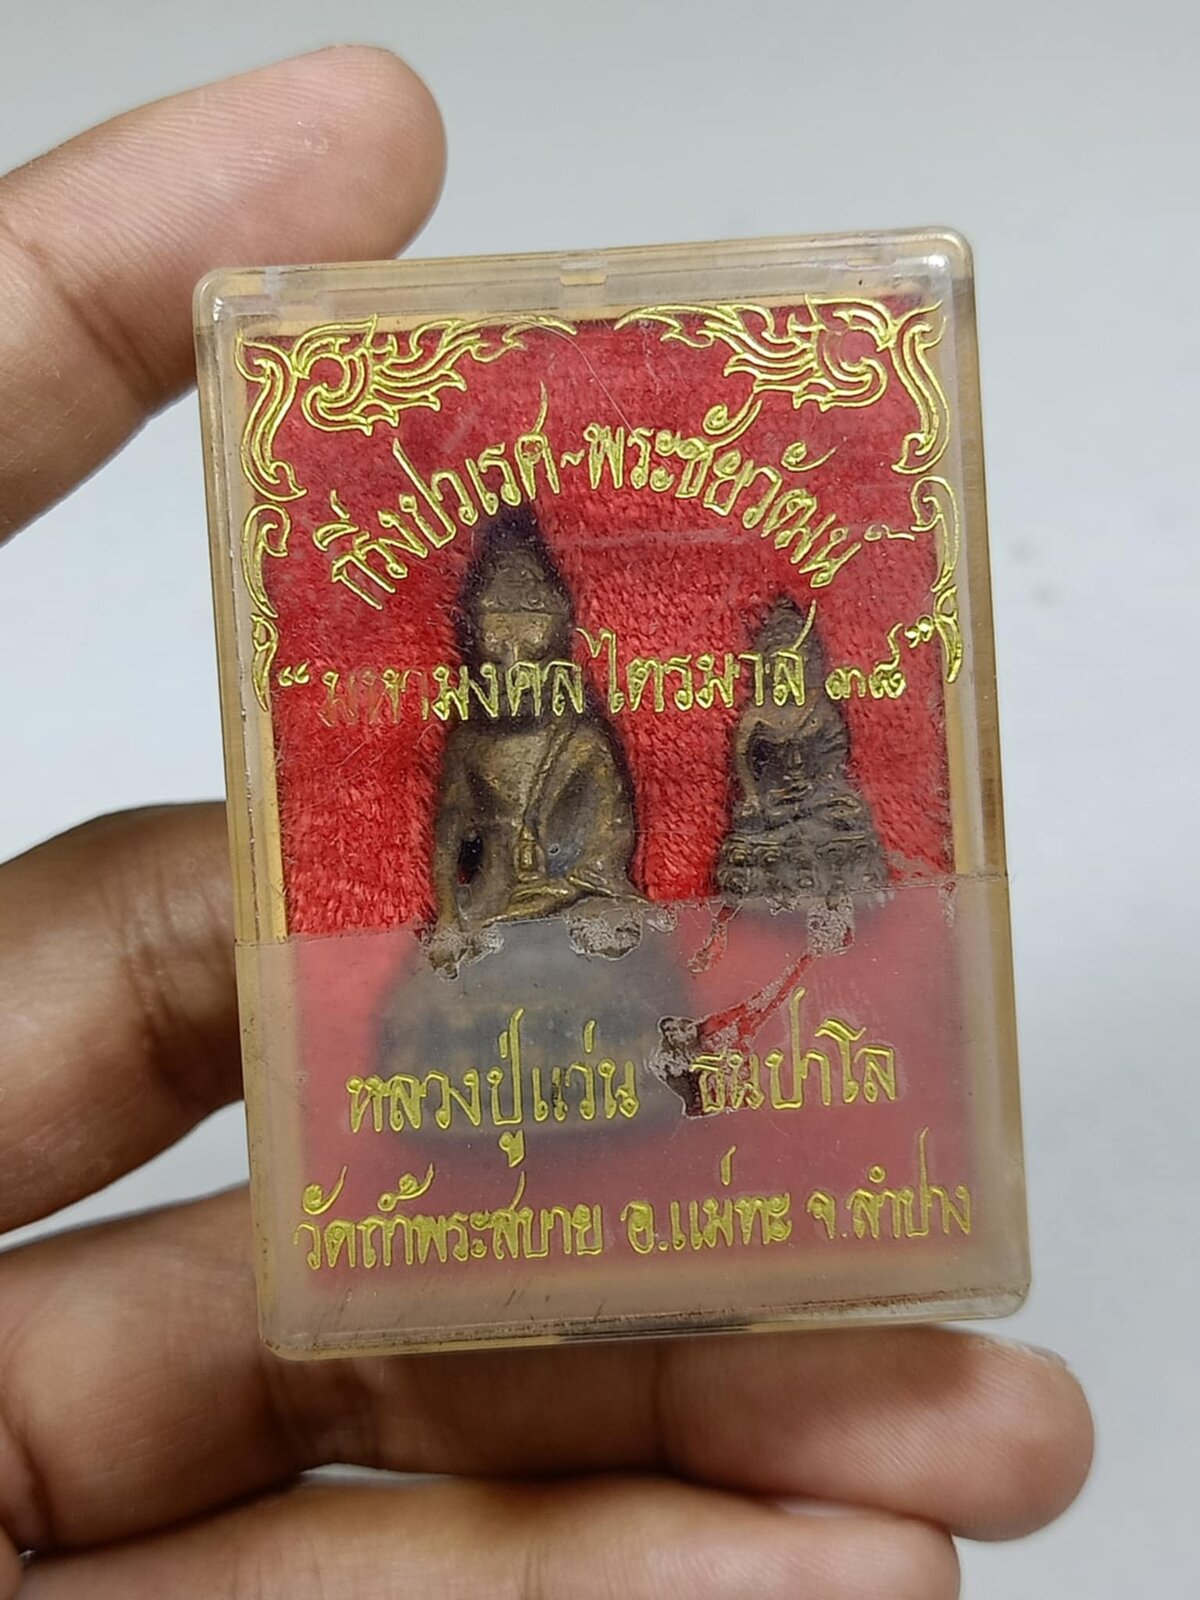 กริ่งปวเรศ~พระชัยวัฒน์
"มหามงคล ไตรมาส ๓๘"
หลวงปู่แว่น ธนปาโล
วัดถ้ำพระสบาย อ.แม่ทะ จ.ลำปาง